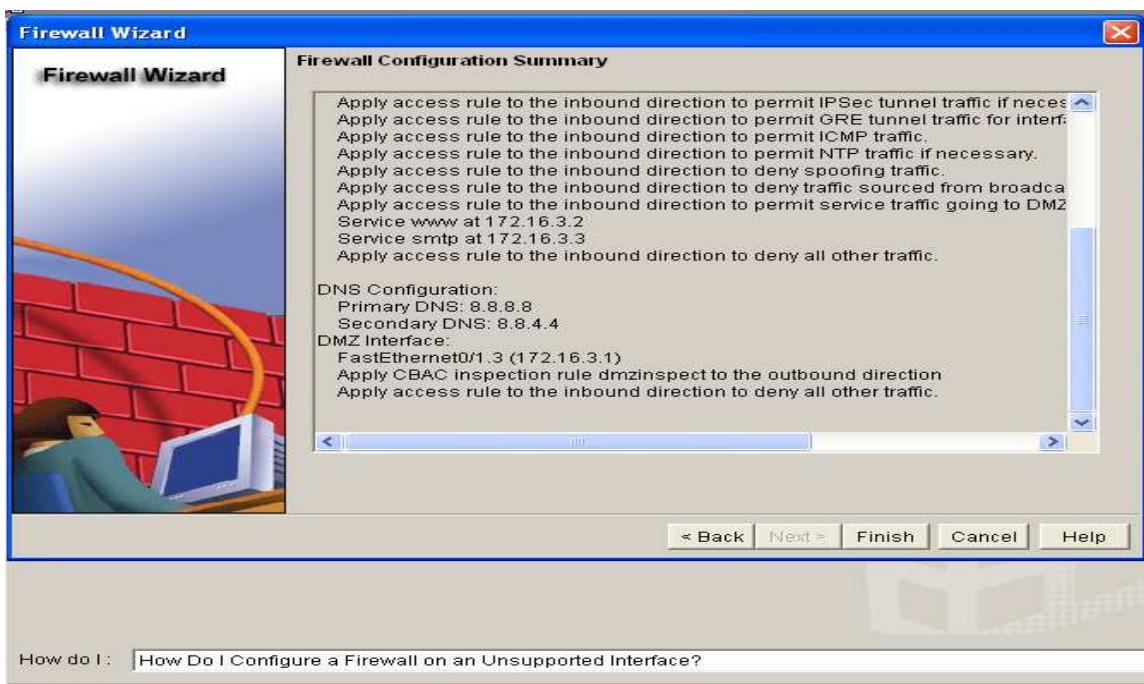 Firewall Wizard
Firewall Wizard
Firewall Configuration Summary
Apply access rule to the inbound direction to permit IPSec tunnel traffic if neces
Apply access rule to the inbound direction to permit GRE tunnel traffic for interf
Apply access rule to the inbound direction to permit ICMP traffic.
Apply access rule to the inbound direction to permit NTP traffic if necessary.
Apply access rule to the inbound direction to deny spoofing traffic.
Apply access rule to the inbound direction to deny traffic sourced from broadca
Apply access rule to the inbound direction to permit service traffic going to DMZ
Service www at 172.16.3.2
Service smtp at 172.16.3.3
Apply access rule to the inbound direction to deny all other traffic.
DNS Configuration:
Primary DNS: 8.8.8.8
Secondary DNS: 8.8.4.4
DMZ Interface:
FastEthernet0/1.3 (172.16.3.1)
Apply CBAC inspection rule dmzinspect to the outbound direction
Apply access rule to the inbound direction to deny all other traffic.
< Back Next > Finish Cancel Help
How do I: How Do I Configure a Firewall on an Unsupported Interface?